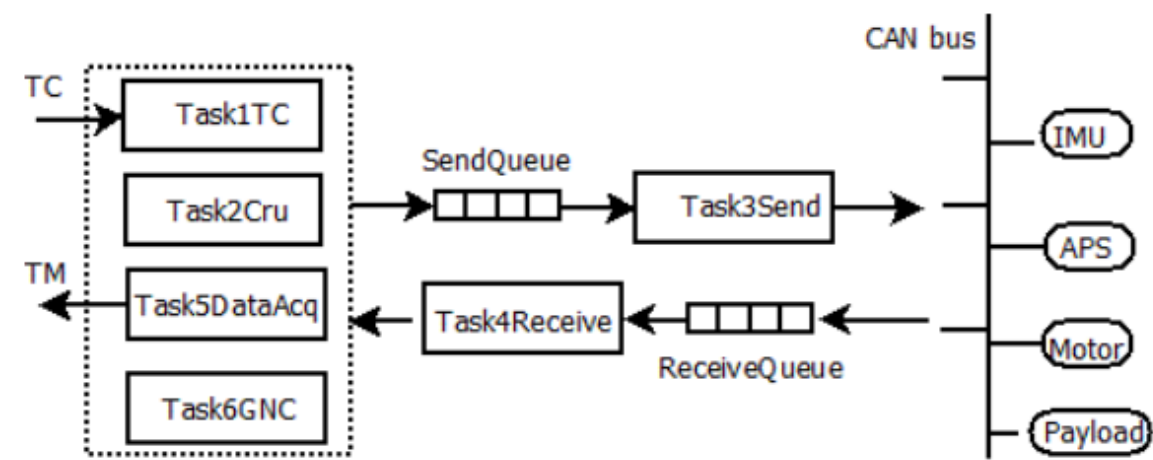 CAN bus
TC
Task1TC
IMU
SendQueue
Task2Cru
Task3Send
APS
TM
Task5DataAcq
Task4Receive
Motor
ReceiveQueue
Task6GNC
Payload